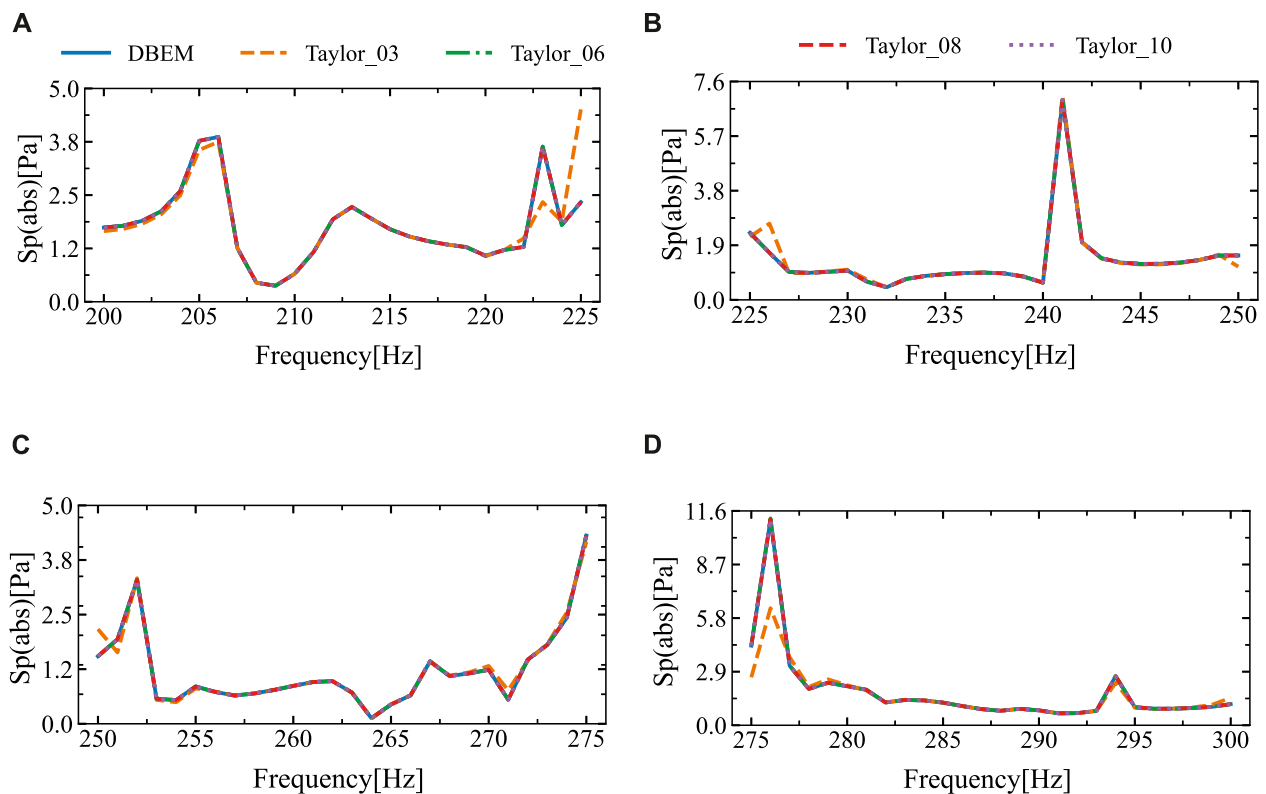 A
B
DBEM Taylor_03 Taylor_06
Taylor_08 Taylor_10
5.0
3.8
2.5
1.2
0.0
Sp(abs)[Pa]
200 205 210 215 220 225
Frequency[Hz]
7.6
5.7
3.8
1.9
0.0
Sp(abs)[Pa]
225 230 235 240 245 250
Frequency[Hz]
C
D
5.0
3.8
2.5
1.2
0.0
Sp(abs)[Pa]
250 255 260 265 270 275
Frequency[Hz]
11.6
8.7
5.8
2.9
0.0
Sp(abs)[Pa]
275 280 285 290 295 300
Frequency[Hz]